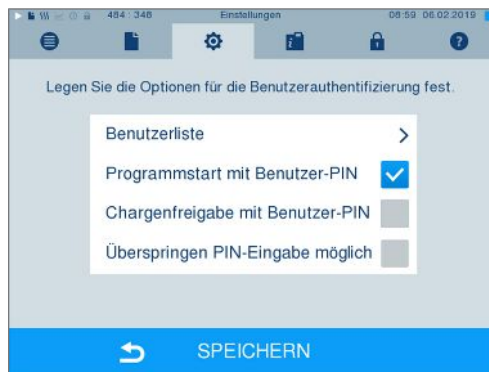 484 : 348 Einstellungen 08:59 06.02.2019
Legen Sie die Optionen für die Benutzerauthentifizierung fest.
Benutzerliste
Programmstart mit Benutzer-PIN
Chargenfreigabe mit Benutzer-PIN
Überspringen PIN-Eingabe möglich
SPEICHERN